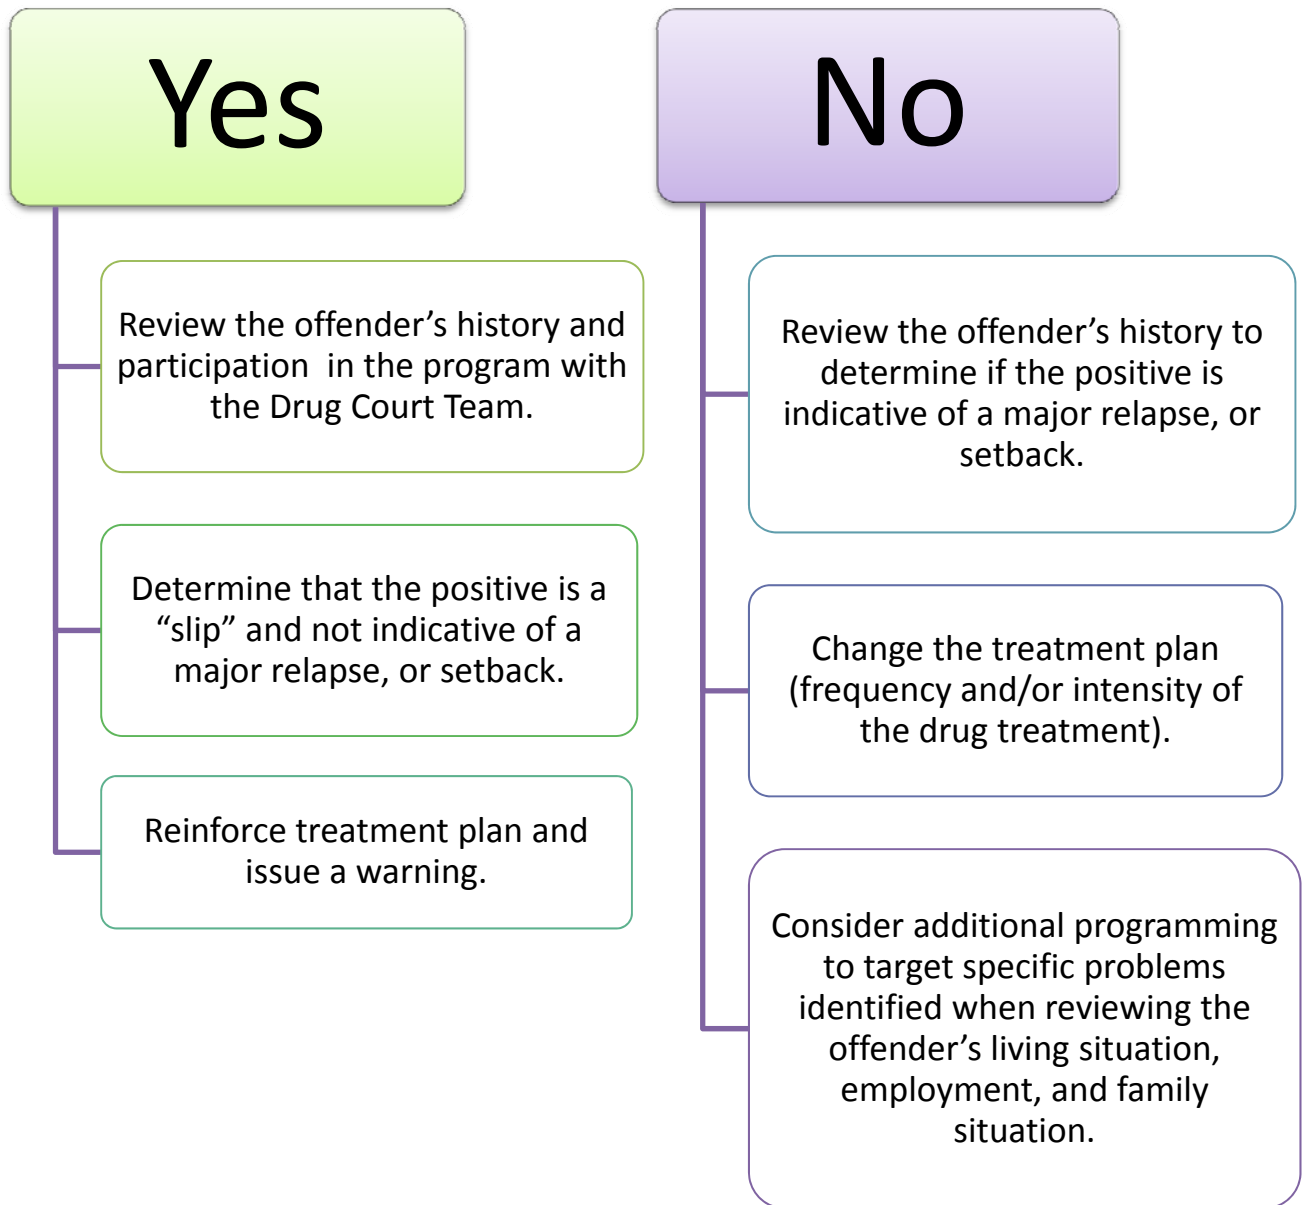 Yes
Review the offender’s history and
participation  in the program with
the Drug Court Team.
Determine that the positive is a
“slip” and not indicative of a
major relapse, or setback.
Reinforce treatment plan and
issue a warning.
No
Review the offender’s history to
determine if the positive is
indicative of a major relapse, or
setback.
Change the treatment plan
(frequency and/or intensity of
the drug treatment).
Consider additional programming
to target specific problems
identified when reviewing the
offender’s living situation,
employment, and family
situation.